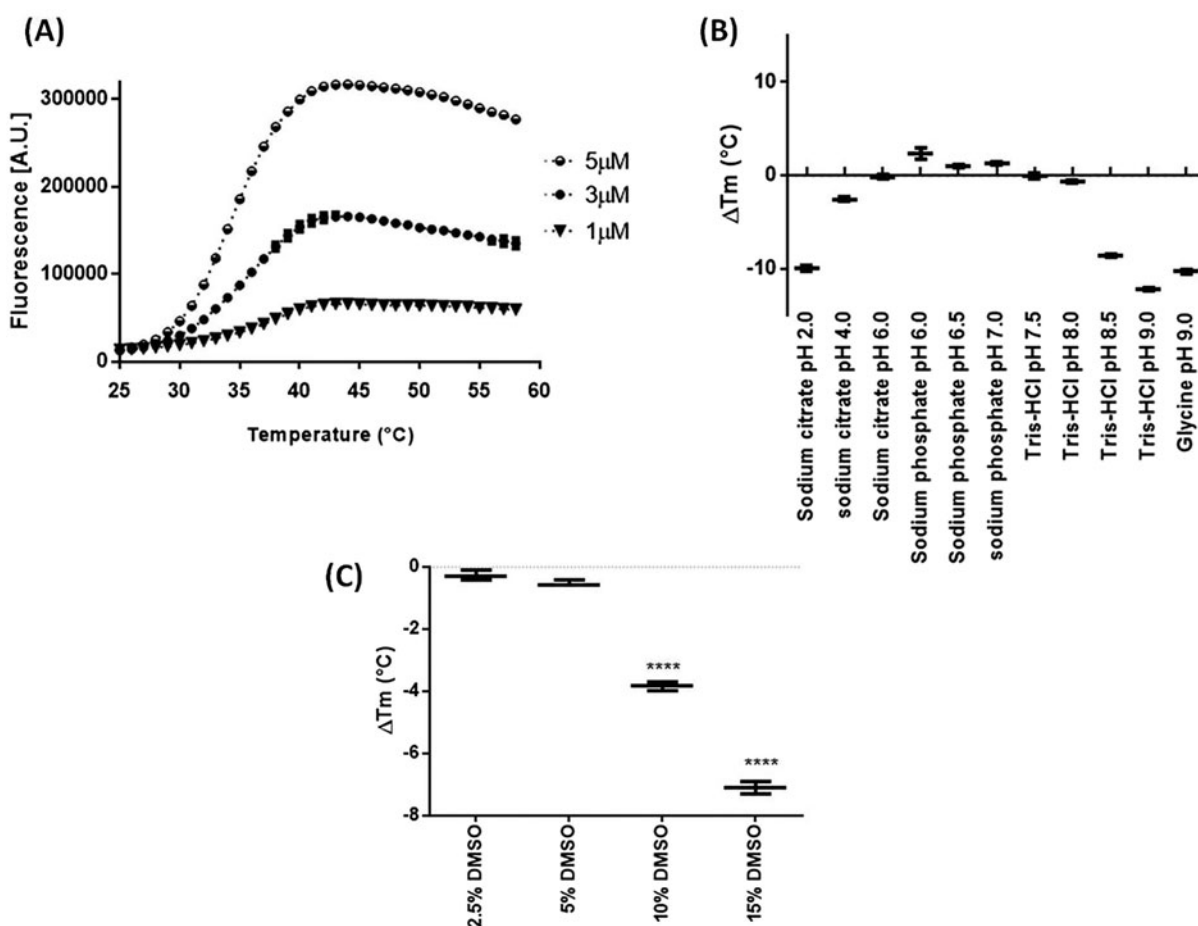 (A)
300000
200000
100000
0
Fluorescence [A.U.]
25 30 35 40 45 50 55 60
Temperature (°C)
5μM
3μM
1μM
(B)
10
0
-10
ΔTm (°C)
Sodium citrate pH 2.0
sodium citrate pH 4.0
Sodium citrate pH 6.0
Sodium phosphate pH 6.0
Sodium phosphate pH 6.5
sodium phosphate pH 7.0
Tris-HCl pH 7.5
Tris-HCl pH 8.0
Tris-HCl pH 8.5
Tris-HCl pH 9.0
Glycine pH 9.0
(C)
0
-2
-4
-6
-8
ΔTm (°C)
****
****
2.5% DMSO
5% DMSO
10% DMSO
15% DMSO